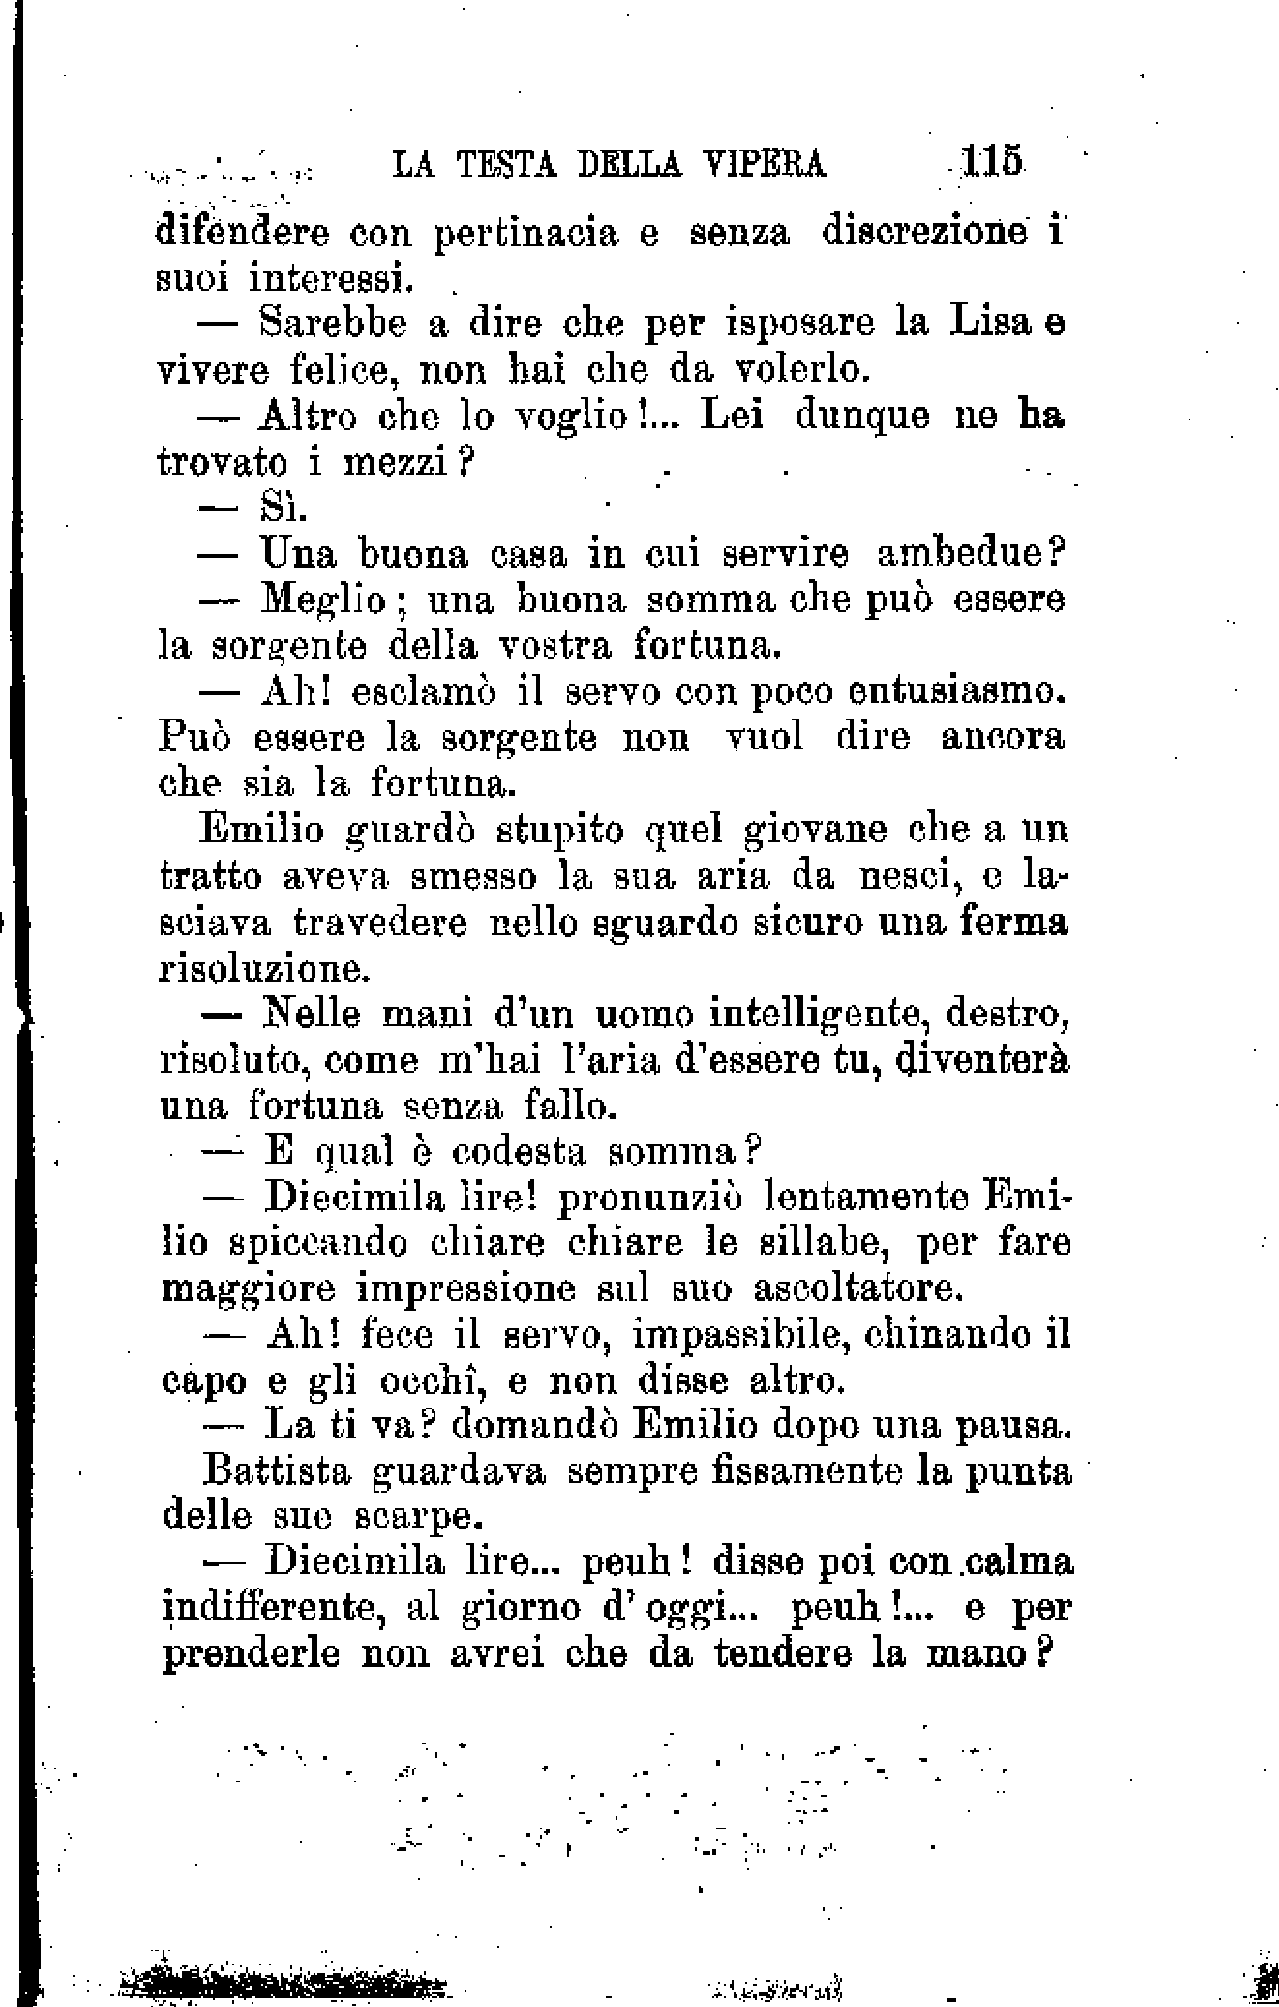 LA TESTA DELLA VIPERA 115
difendere con pertinacia e senza discrezione i
suoi interessi.
— Sarebbe a dire che per isposare la Lisa e
vivere felice, non hai che da volerlo.
— Altro che lo voglio!... Lei dunque ne ha
trovato i mezzi?
— Sì.
— Una buona casa in cui servire ambedue?
— Meglio; una buona somma che può essere
la sorgente della vostra fortuna.
— Ah! esclamò il servo con poco entusiasmo.
Può essere la sorgente non vuol dire ancora
che sia la fortuna.
Emilio guardò stupito quel giovane che a un
tratto aveva smesso la sua aria da nesci, e la-
sciava travedere nello sguardo sicuro una ferma
risoluzione.
— Nelle mani d'un uomo intelligente, destro,
risoluto, come m'hai l'aria d'essere tu, diventerà
una fortuna senza fallo.
— E qual è codesta somma?
— Diecimila lire! pronunziò lentamente Emi-
lio spiccando chiare chiare le sillabe, per fare
maggiore impressione sul suo ascoltatore.
— Ah! fece il servo, impassibile, chinando il
capo e gli occhî, e non disse altro.
— La ti va? domandò Emilio dopo una pausa.
Battista guardava sempre fissamente la punta
delle sue scarpe.
— Diecimila lire... peuh! disse poi con calma
indifferente, al giorno d'oggi... peuh!... e per
prenderle non avrei che da tendere la mano?